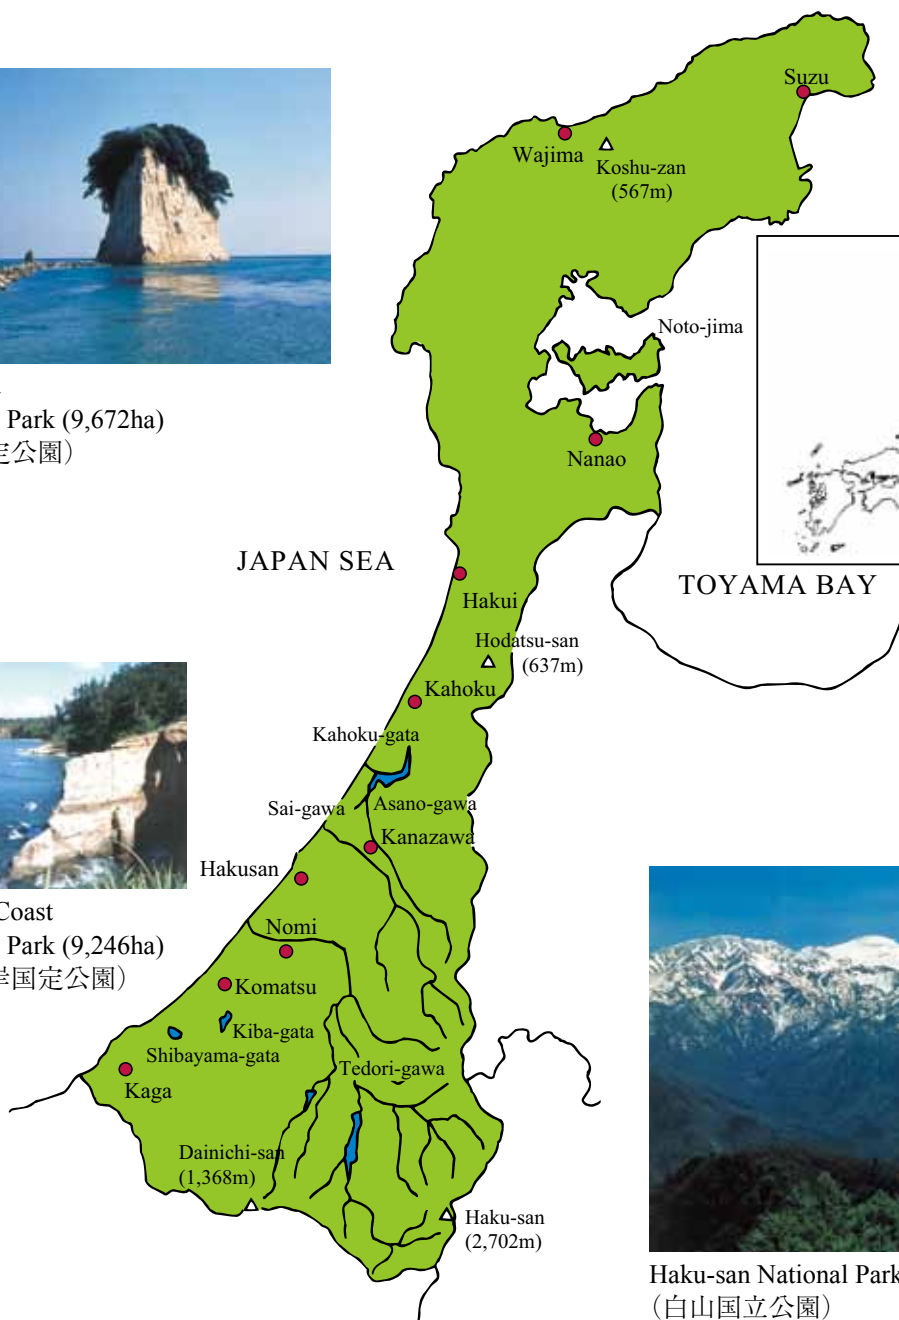 Suzu
Wajima
Koshu-zan
(567m)
Noto-jima
Park (9,672ha)
定公園）
Nanao
JAPAN SEA
TOYAMA BAY
Hakui
Hodatsu-san
(637m)
Kahoku
Kahoku-gata
Sai-gawa
Asano-gawa
Kanazawa
Hakusan
Coast
Park (9,246ha)
岸国定公園）
Nomi
Komatsu
Kiba-gata
Shibayama-gata
Tedori-gawa
Kaga
Dainichi-san
(1,368m)
Haku-san
(2,702m)
Haku-san National Park
（白山国立公園）